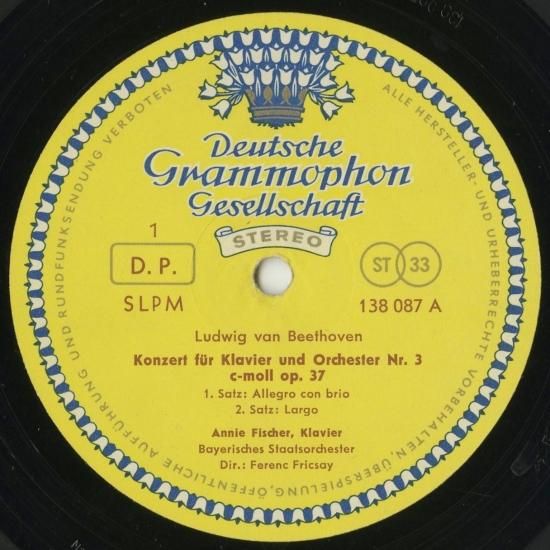 Deutsche
Grammophon
Gesellschaft
STEREO
1
D. P.
SLPM
ST 33
138 087 A
Ludwig van Beethoven
Konzert für Klavier und Orchester Nr. 3
c-moll op. 37
1. Satz: Allegro con brio
2. Satz: Largo
Annie Fischer, Klavier
Bayerisches Staatsorchester
Dir.: Ferenc Fricsay
ALLE HERSTELLER- UND URHEBERRECHTE VORBEHALTEN, ÜBERSPIELUNG, ÖFFENTLICHE AUFFÜHRUNG UND RUNDFUNKSENDUNG VERBOTEN